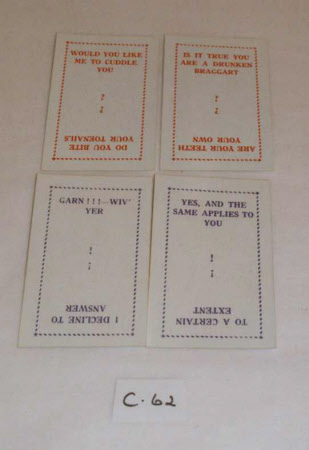 WOULD YOU LIKE
ME TO CUDDLE
YOU
?
?
DO YOU BITE
YOUR TOENAILS
IS IT TRUE YOU
ARE A DRUNKEN
BRAGGART
?
?
ARE YOUR TEETH
YOUR OWN
GARN ! ! !—WIV'
YER
!
!
I DECLINE TO
ANSWER
YES, AND THE
SAME APPLIES TO
YOU
!
!
TO A CERTAIN
EXTENT
C.62